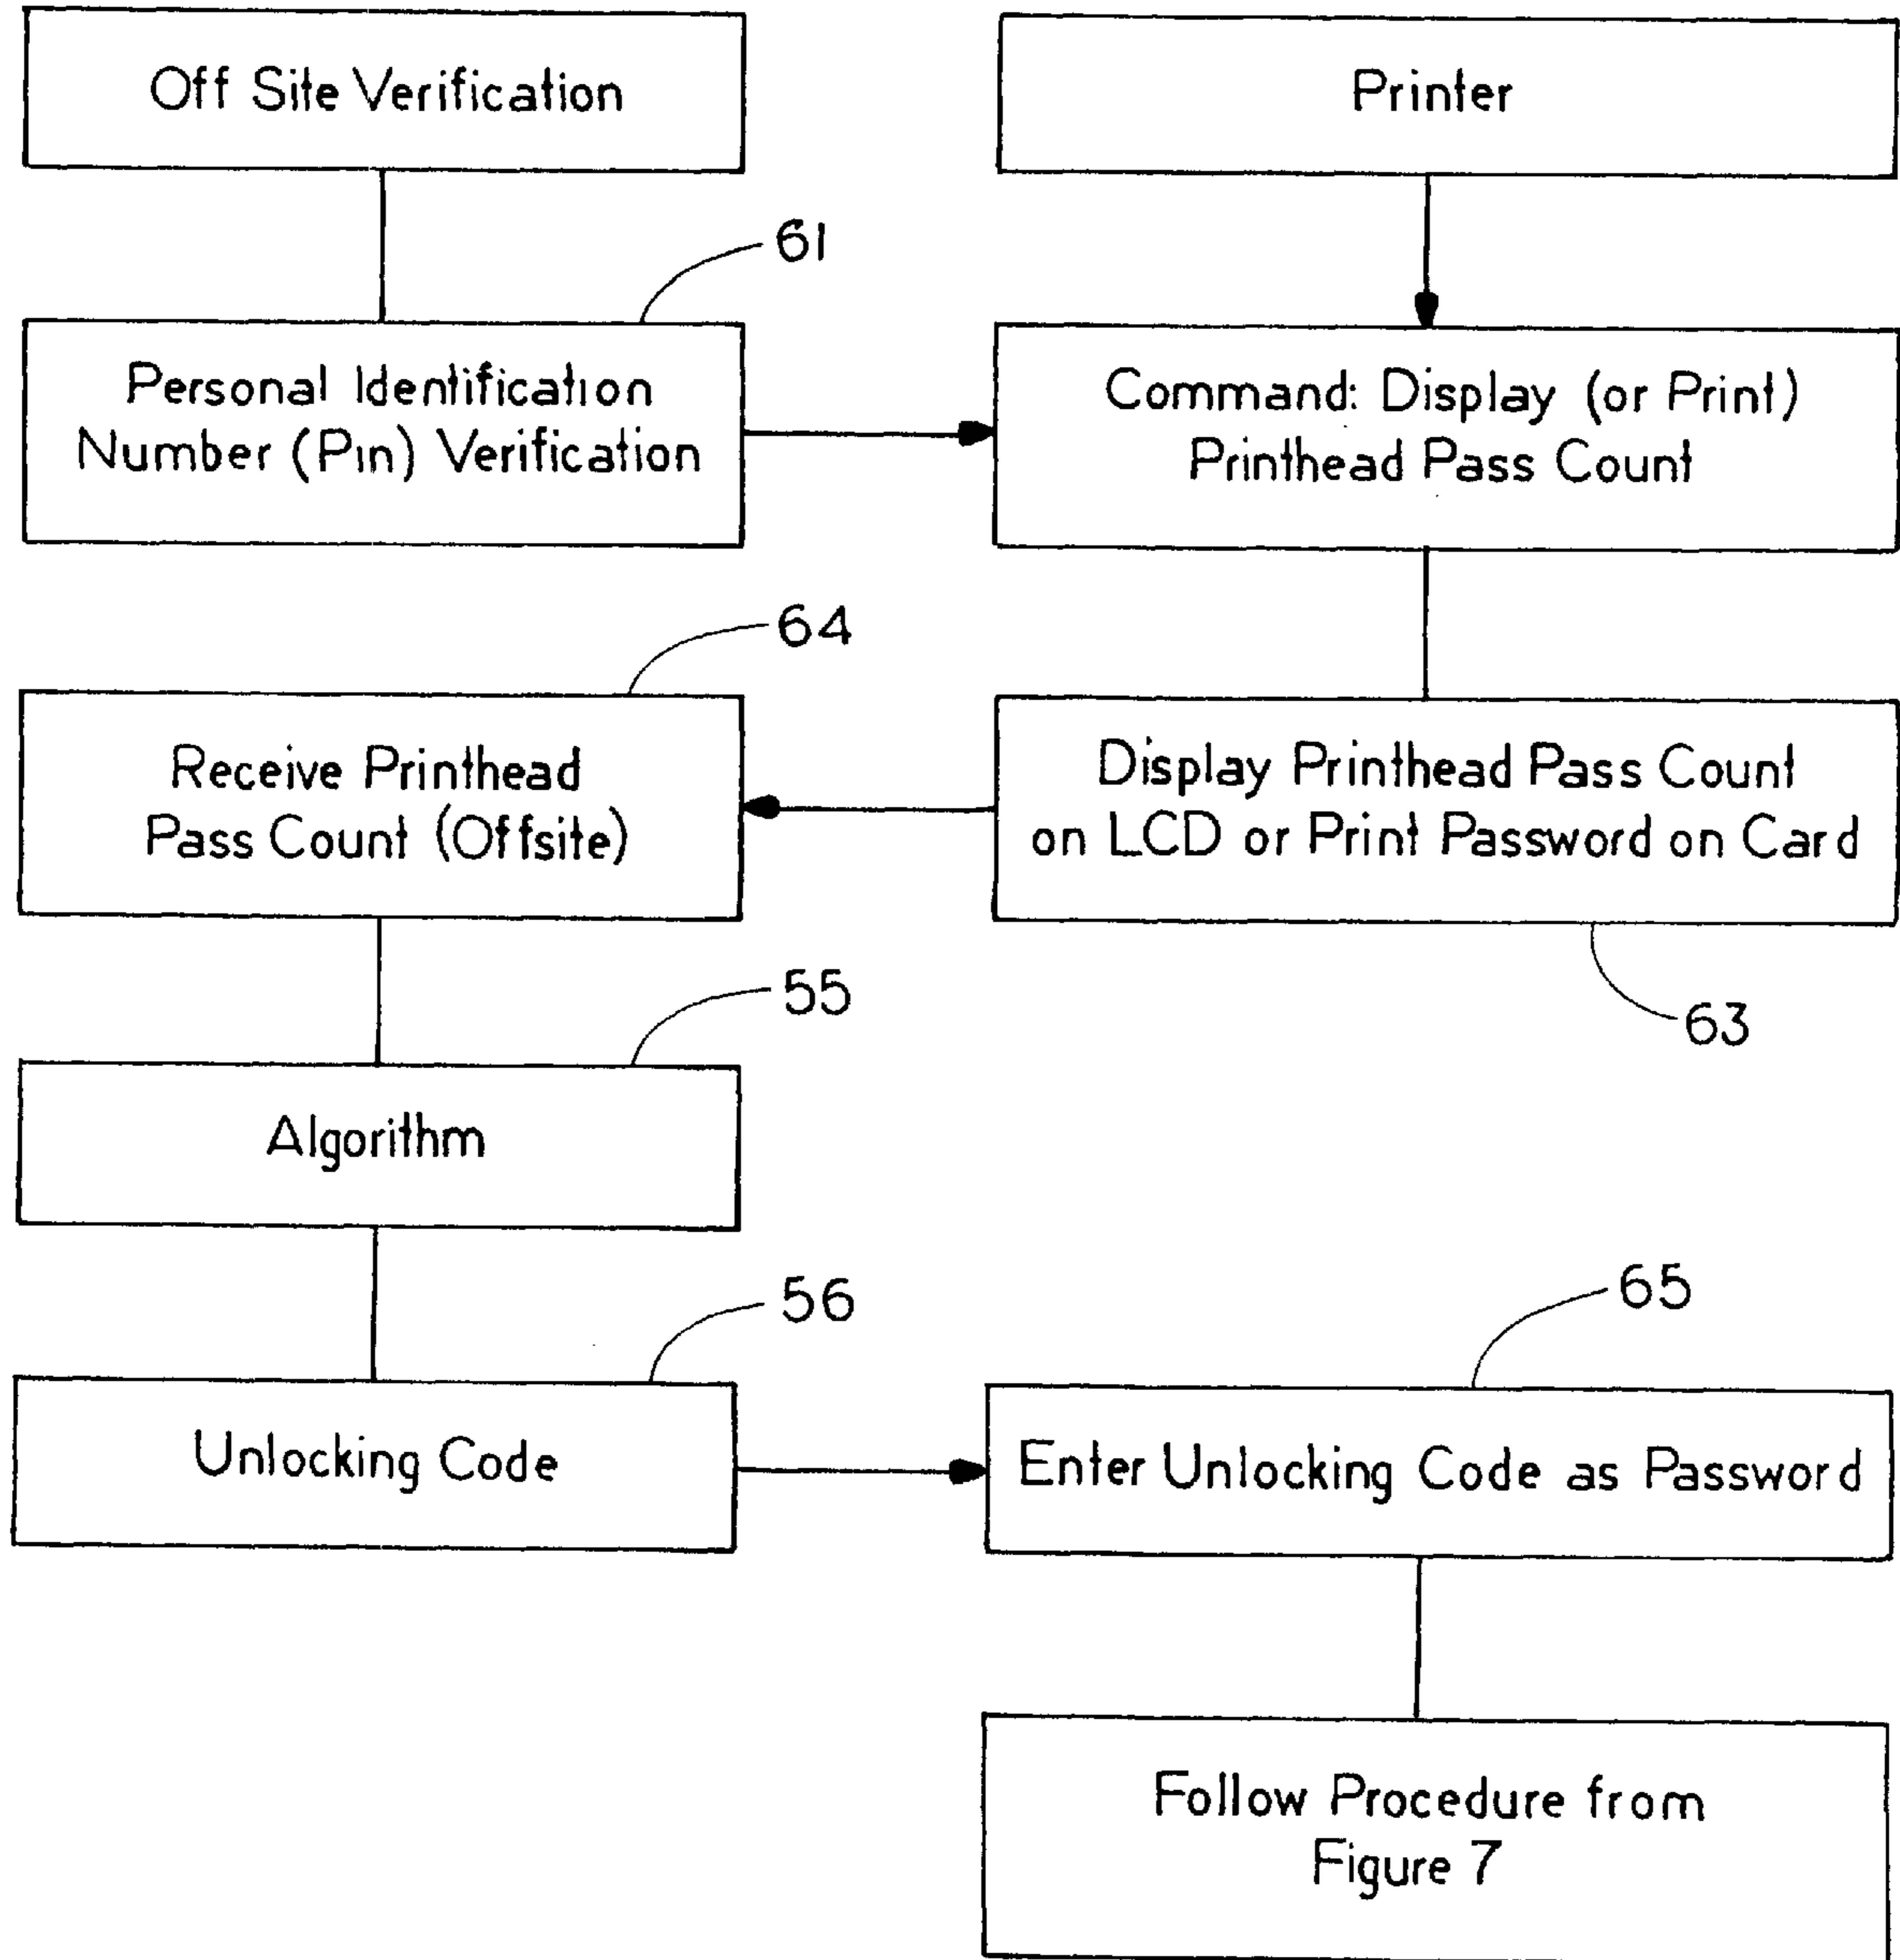 Off Site Verification
Printer
61
Personal Identification
Number (Pin) Verification
Command: Display (or Print)
Printhead Pass Count
64
Receive Printhead
Pass Count (Offsite)
Display Printhead Pass Count
on LCD or Print Password on Card
63
55
Algorithm
56
Unlocking Code
65
Enter Unlocking Code as Password
Follow Procedure from
Figure 7